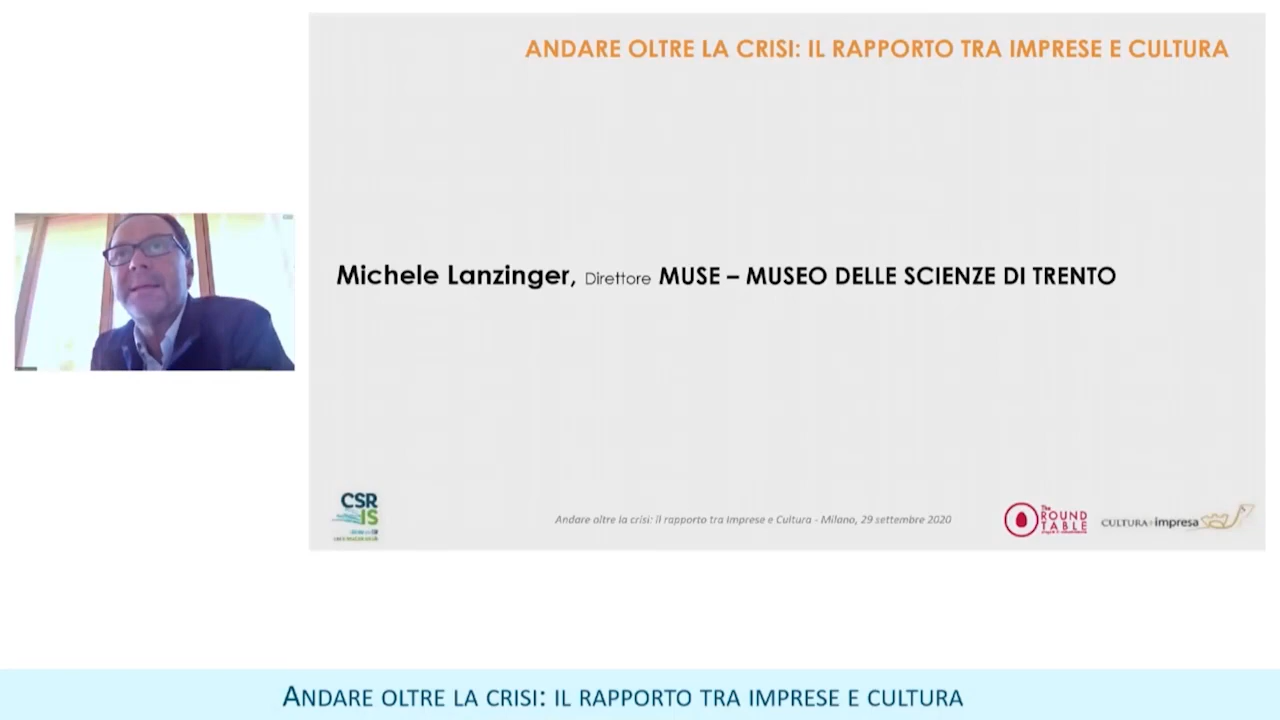 ANDARE OLTRE LA CRISI: IL RAPPORTO TRA IMPRESE E CULTURA
Michele Lanzinger, Direttore MUSE – MUSEO DELLE SCIENZE DI TRENTO
CSR
IS
Andare oltre la crisi: il rapporto tra Imprese e Cultura - Milano, 29 settembre 2020
The
ROUND
TABLE
CULTURA + impresa
ANDARE OLTRE LA CRISI: IL RAPPORTO TRA IMPRESE E CULTURA